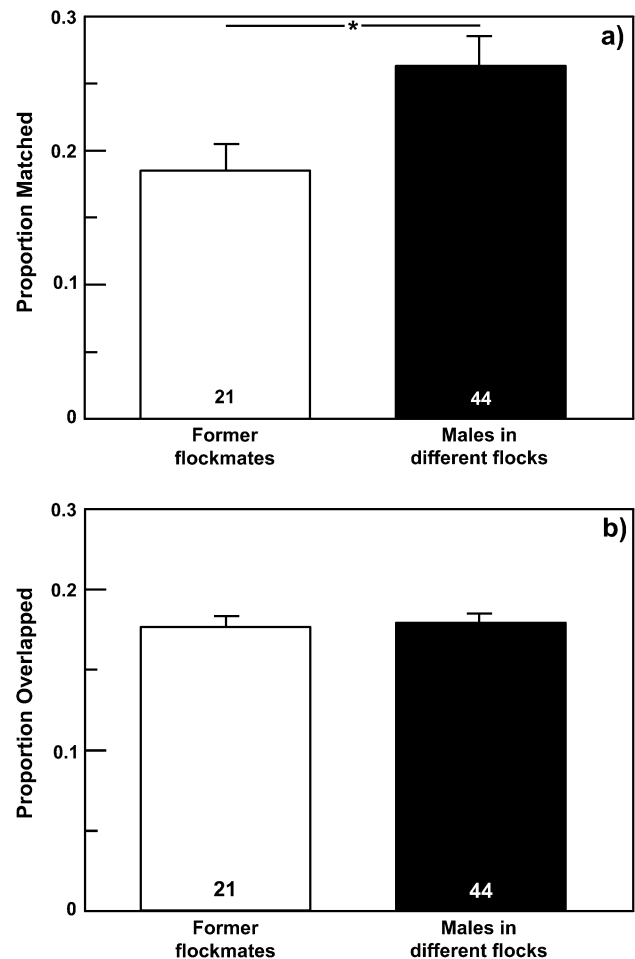 a)
*
Proportion Matched
0.3
0.2
0.1
0
21
44
Former
flockmates
Males in
different flocks
b)
Proportion Overlapped
0.3
0.2
0.1
0
21
44
Former
flockmates
Males in
different flocks